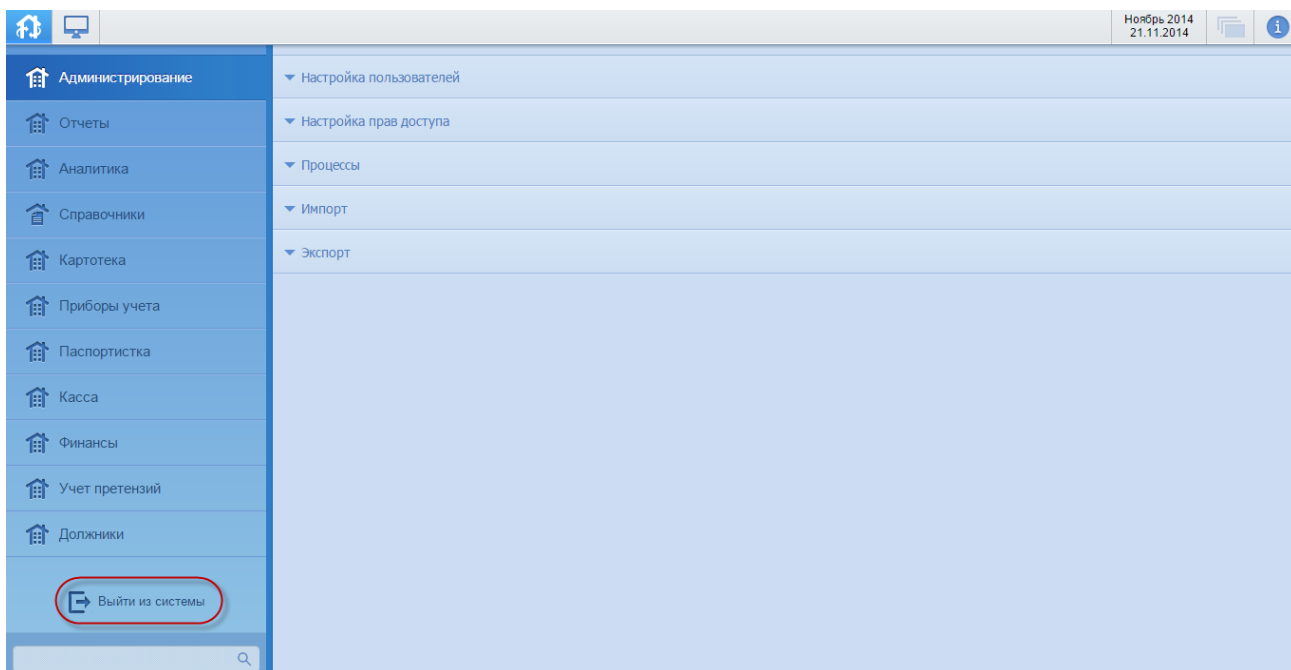 Ноябрь 2014
21.11.2014
Администрирование
Отчеты
Аналитика
Справочники
Картотека
Приборы учета
Паспортистка
Касса
Финансы
Учет претензий
Должники
Выйти из системы
Настройка пользователей
Настройка прав доступа
Процессы
Импорт
Экспорт